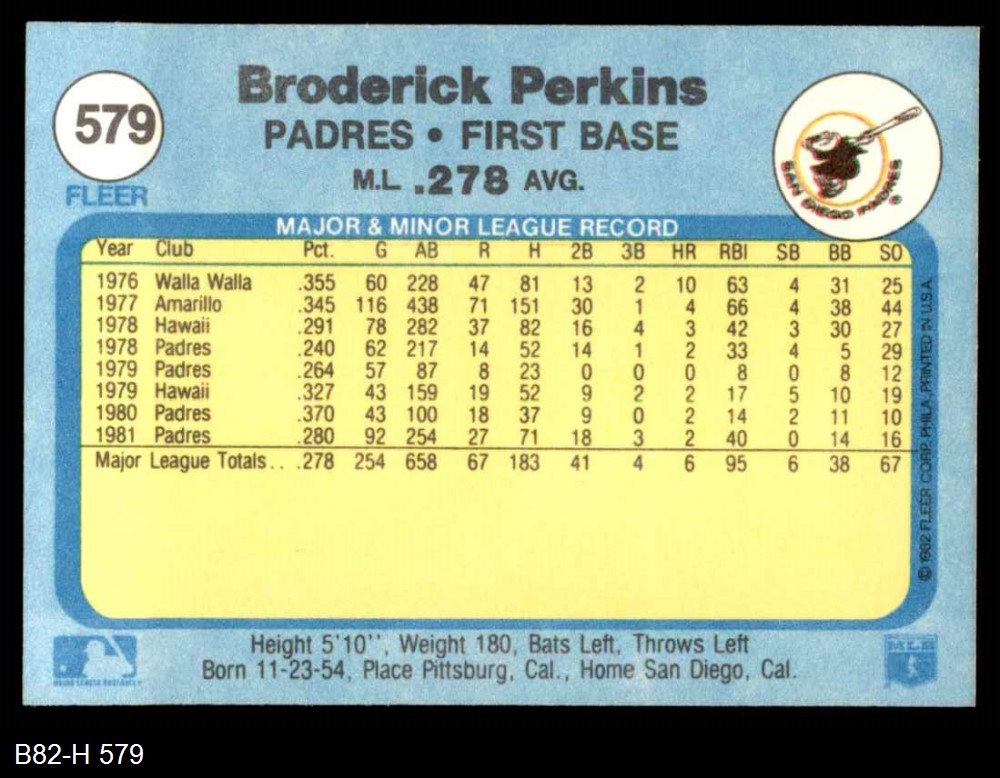 579
FLEER
Broderick Perkins
PADRES • FIRST BASE
M.L .278 AVG.
SAN DIEGO PADRES ®
MAJOR & MINOR LEAGUE RECORD
Year Club Pct. G AB R H 2B 3B HR RBI SB BB SO
1976 Walla Walla .355 60 228 47 81 13 2 10 63 4 31 25
1977 Amarillo .345 116 438 71 151 30 1 4 66 4 38 44
1978 Hawaii .291 78 282 37 82 16 4 3 42 3 30 27
1978 Padres .240 62 217 14 52 14 1 2 33 4 5 29
1979 Padres .264 57 87 8 23 0 0 0 8 0 8 12
1979 Hawaii .327 43 159 19 52 9 2 2 17 5 10 19
1980 Padres .370 43 100 18 37 9 0 2 14 2 11 10
1981 Padres .280 92 254 27 71 18 3 2 40 0 14 16
Major League Totals . . .278 254 658 67 183 41 4 6 95 6 38 67
© 1982 FLEER CORP. PHILA. PRINTED IN U.S.A.
Height 5'10'', Weight 180, Bats Left, Throws Left
Born 11-23-54, Place Pittsburg, Cal., Home San Diego, Cal.
B82-H 579